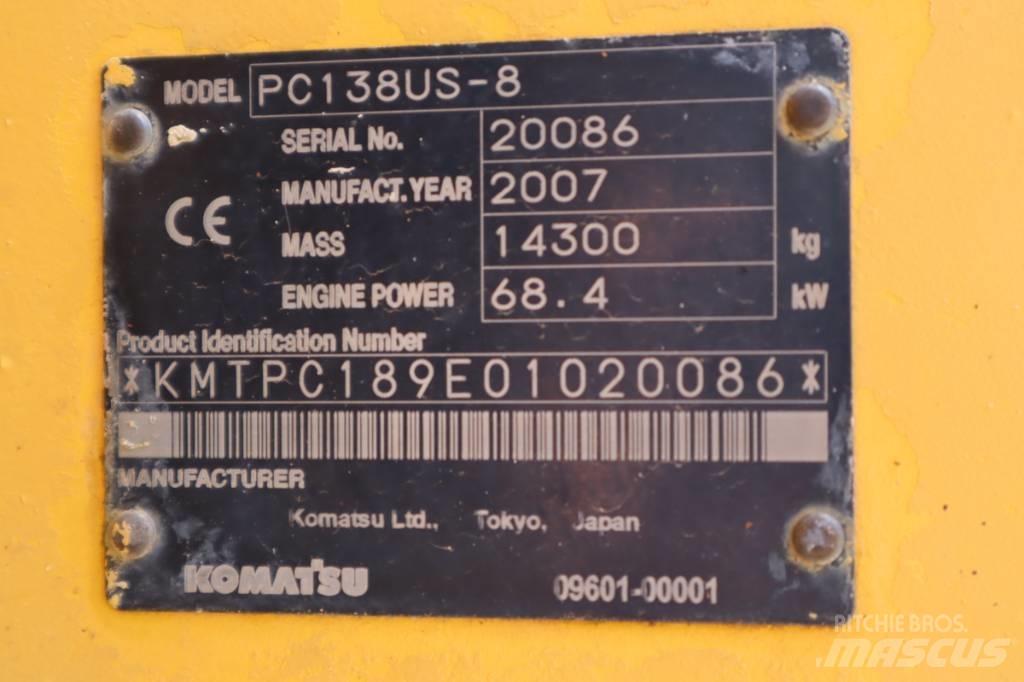 MODEL PC138US-8
SERIAL No. 20086
MANUFACT. YEAR 2007
CE
MASS 14300 kg
ENGINE POWER 68.4 kW
Product Identification Number
*KMTPC189E01020086*
MANUFACTURER
Komatsu Ltd., Tokyo, Japan
KOMATSU 09601-00001
RITCHIE BROS.
MASCUS